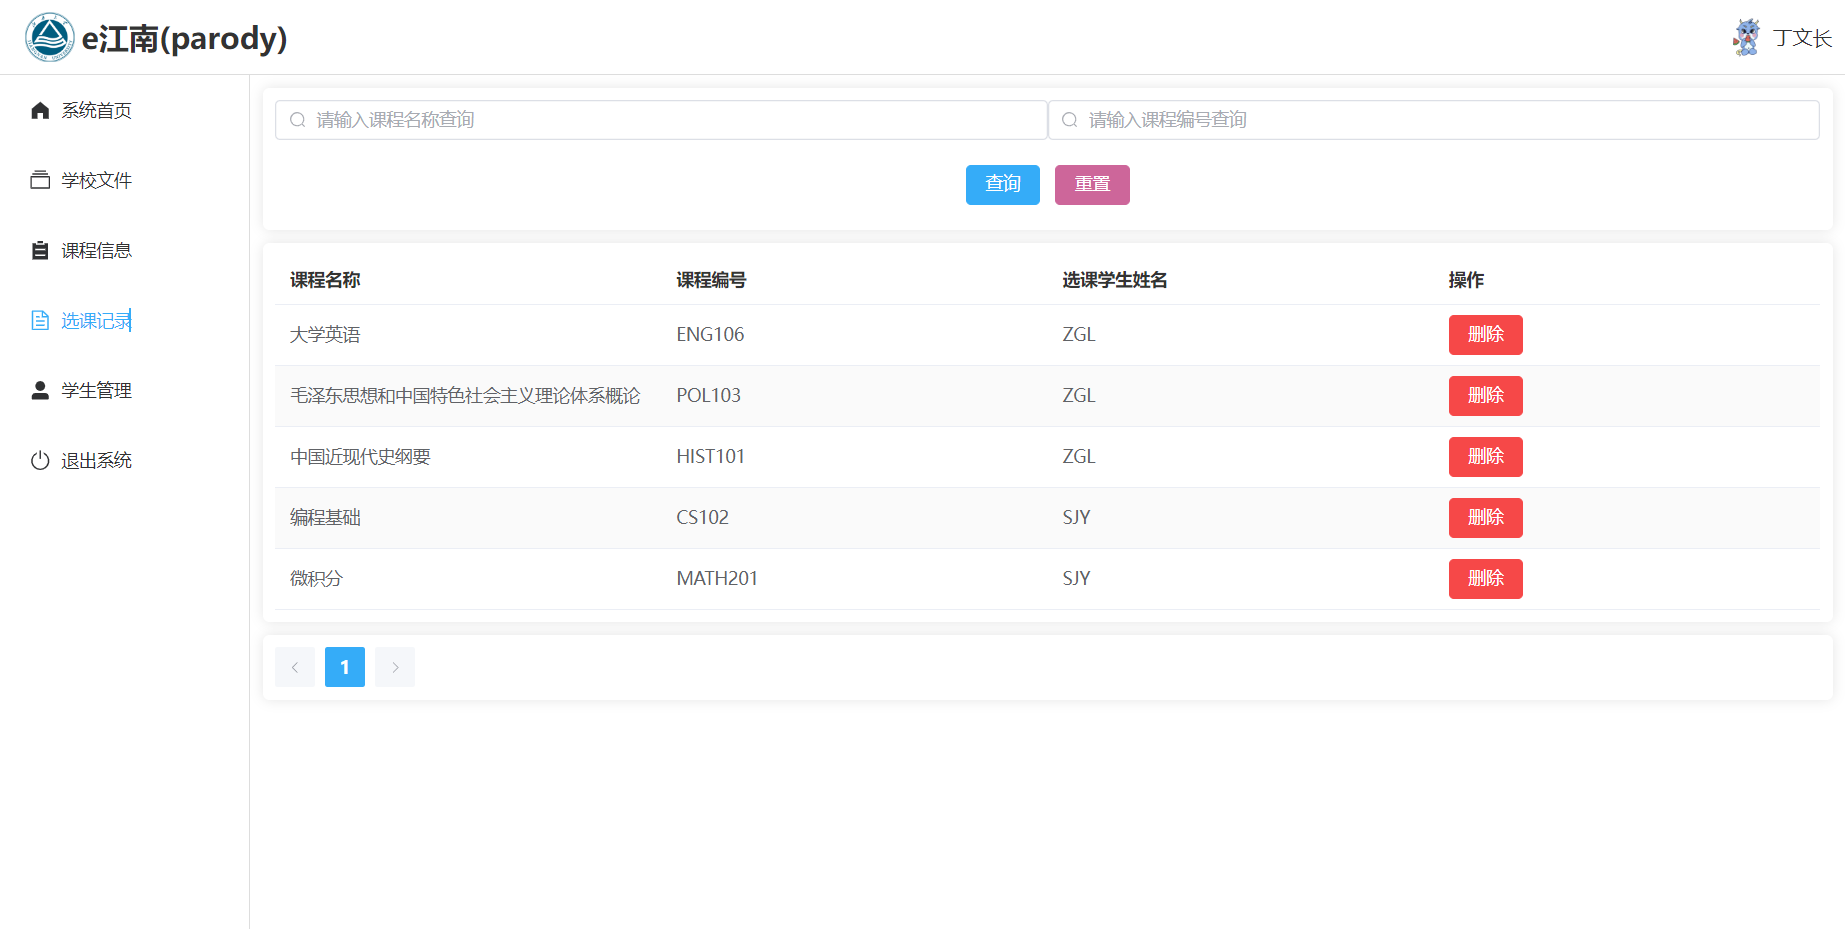 e江南(parody)
丁文长
系统首页
学校文件
课程信息
选课记录
学生管理
退出系统
请输入课程名称查询 请输入课程编号查询
查询 重置
课程名称 课程编号 选课学生姓名 操作
大学英语 ENG106 ZGL 删除
毛泽东思想和中国特色社会主义理论体系概论 POL103 ZGL 删除
中国近现代史纲要 HIST101 ZGL 删除
编程基础 CS102 SJY 删除
微积分 MATH201 SJY 删除
1